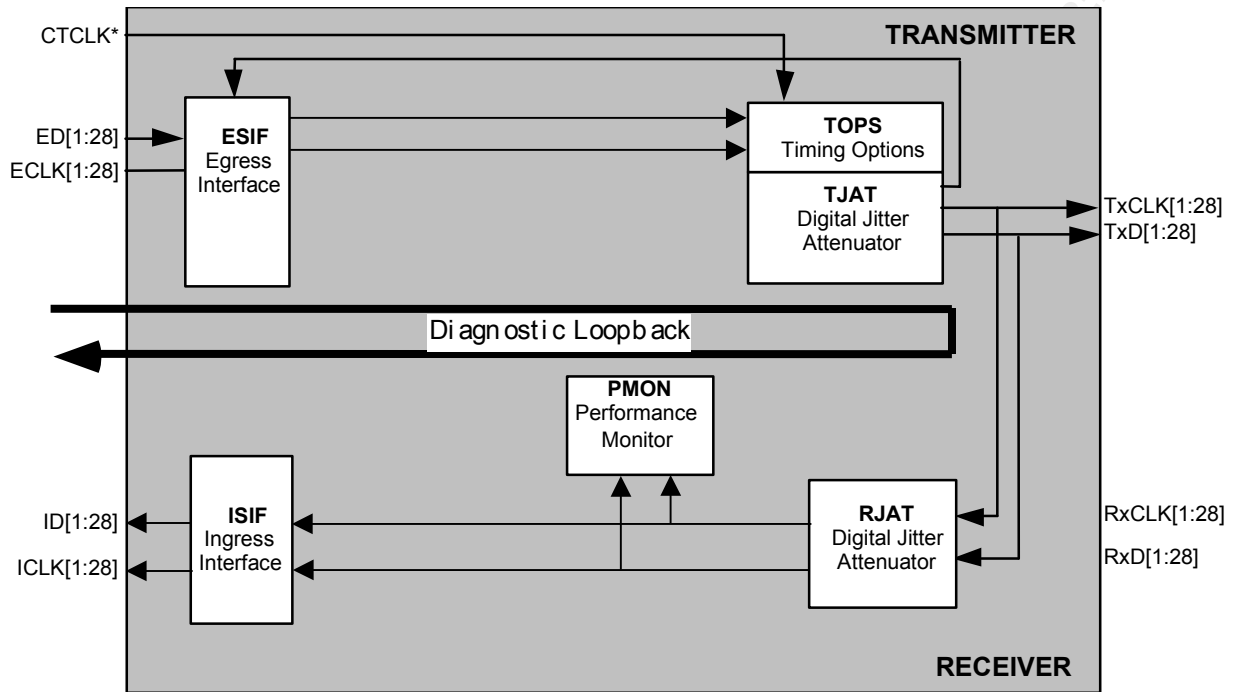 CTCLK*
TRANSMITTER
ED[1:28]
ECLK[1:28]
ESIF
Egress
Interface
TOPS
Timing Options
TJAT
Digital Jitter
Attenuator
TxCLK[1:28]
TxD[1:28]
Diagnostic Loopback
PMON
Performance
Monitor
ID[1:28]
ICLK[1:28]
ISIF
Ingress
Interface
RJAT
Digital Jitter
Attenuator
RxCLK[1:28]
RxD[1:28]
RECEIVER